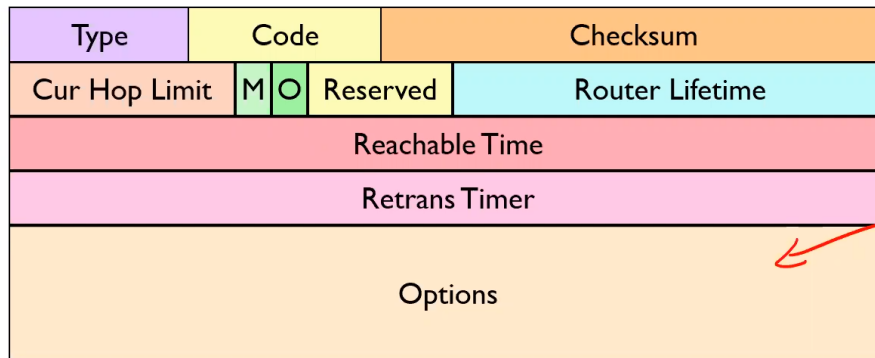 Type Code Checksum
Cur Hop Limit M O Reserved Router Lifetime
Reachable Time
Retrans Timer
Options